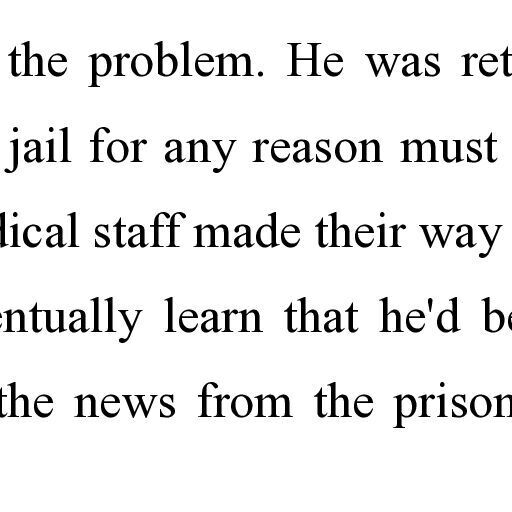 the problem. He was ret
jail for any reason must
dical staff made their way
entually learn that he'd be
the news from the prison